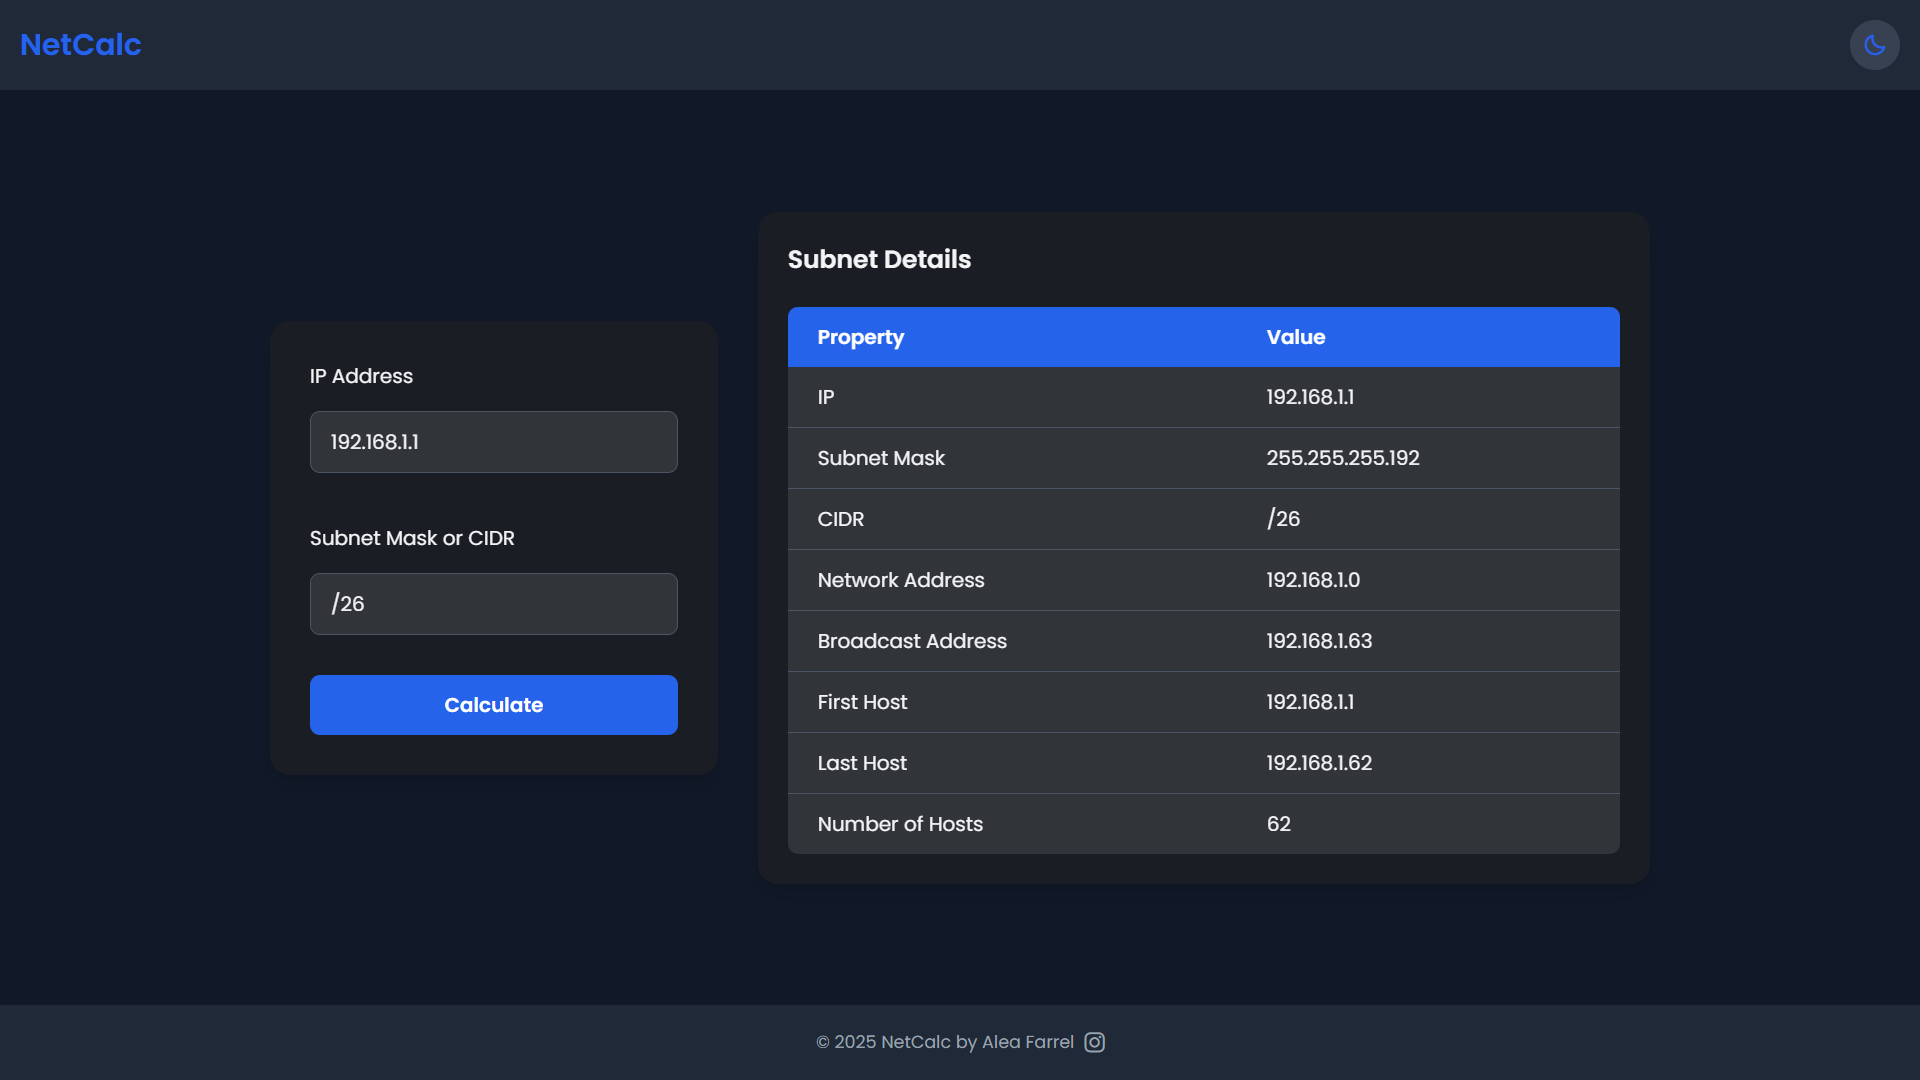 NetCalc
IP Address
192.168.1.1
Subnet Mask or CIDR
/26
Calculate
Subnet Details
Property Value
IP 192.168.1.1
Subnet Mask 255.255.255.192
CIDR /26
Network Address 192.168.1.0
Broadcast Address 192.168.1.63
First Host 192.168.1.1
Last Host 192.168.1.62
Number of Hosts 62
© 2025 NetCalc by Alea Farrel